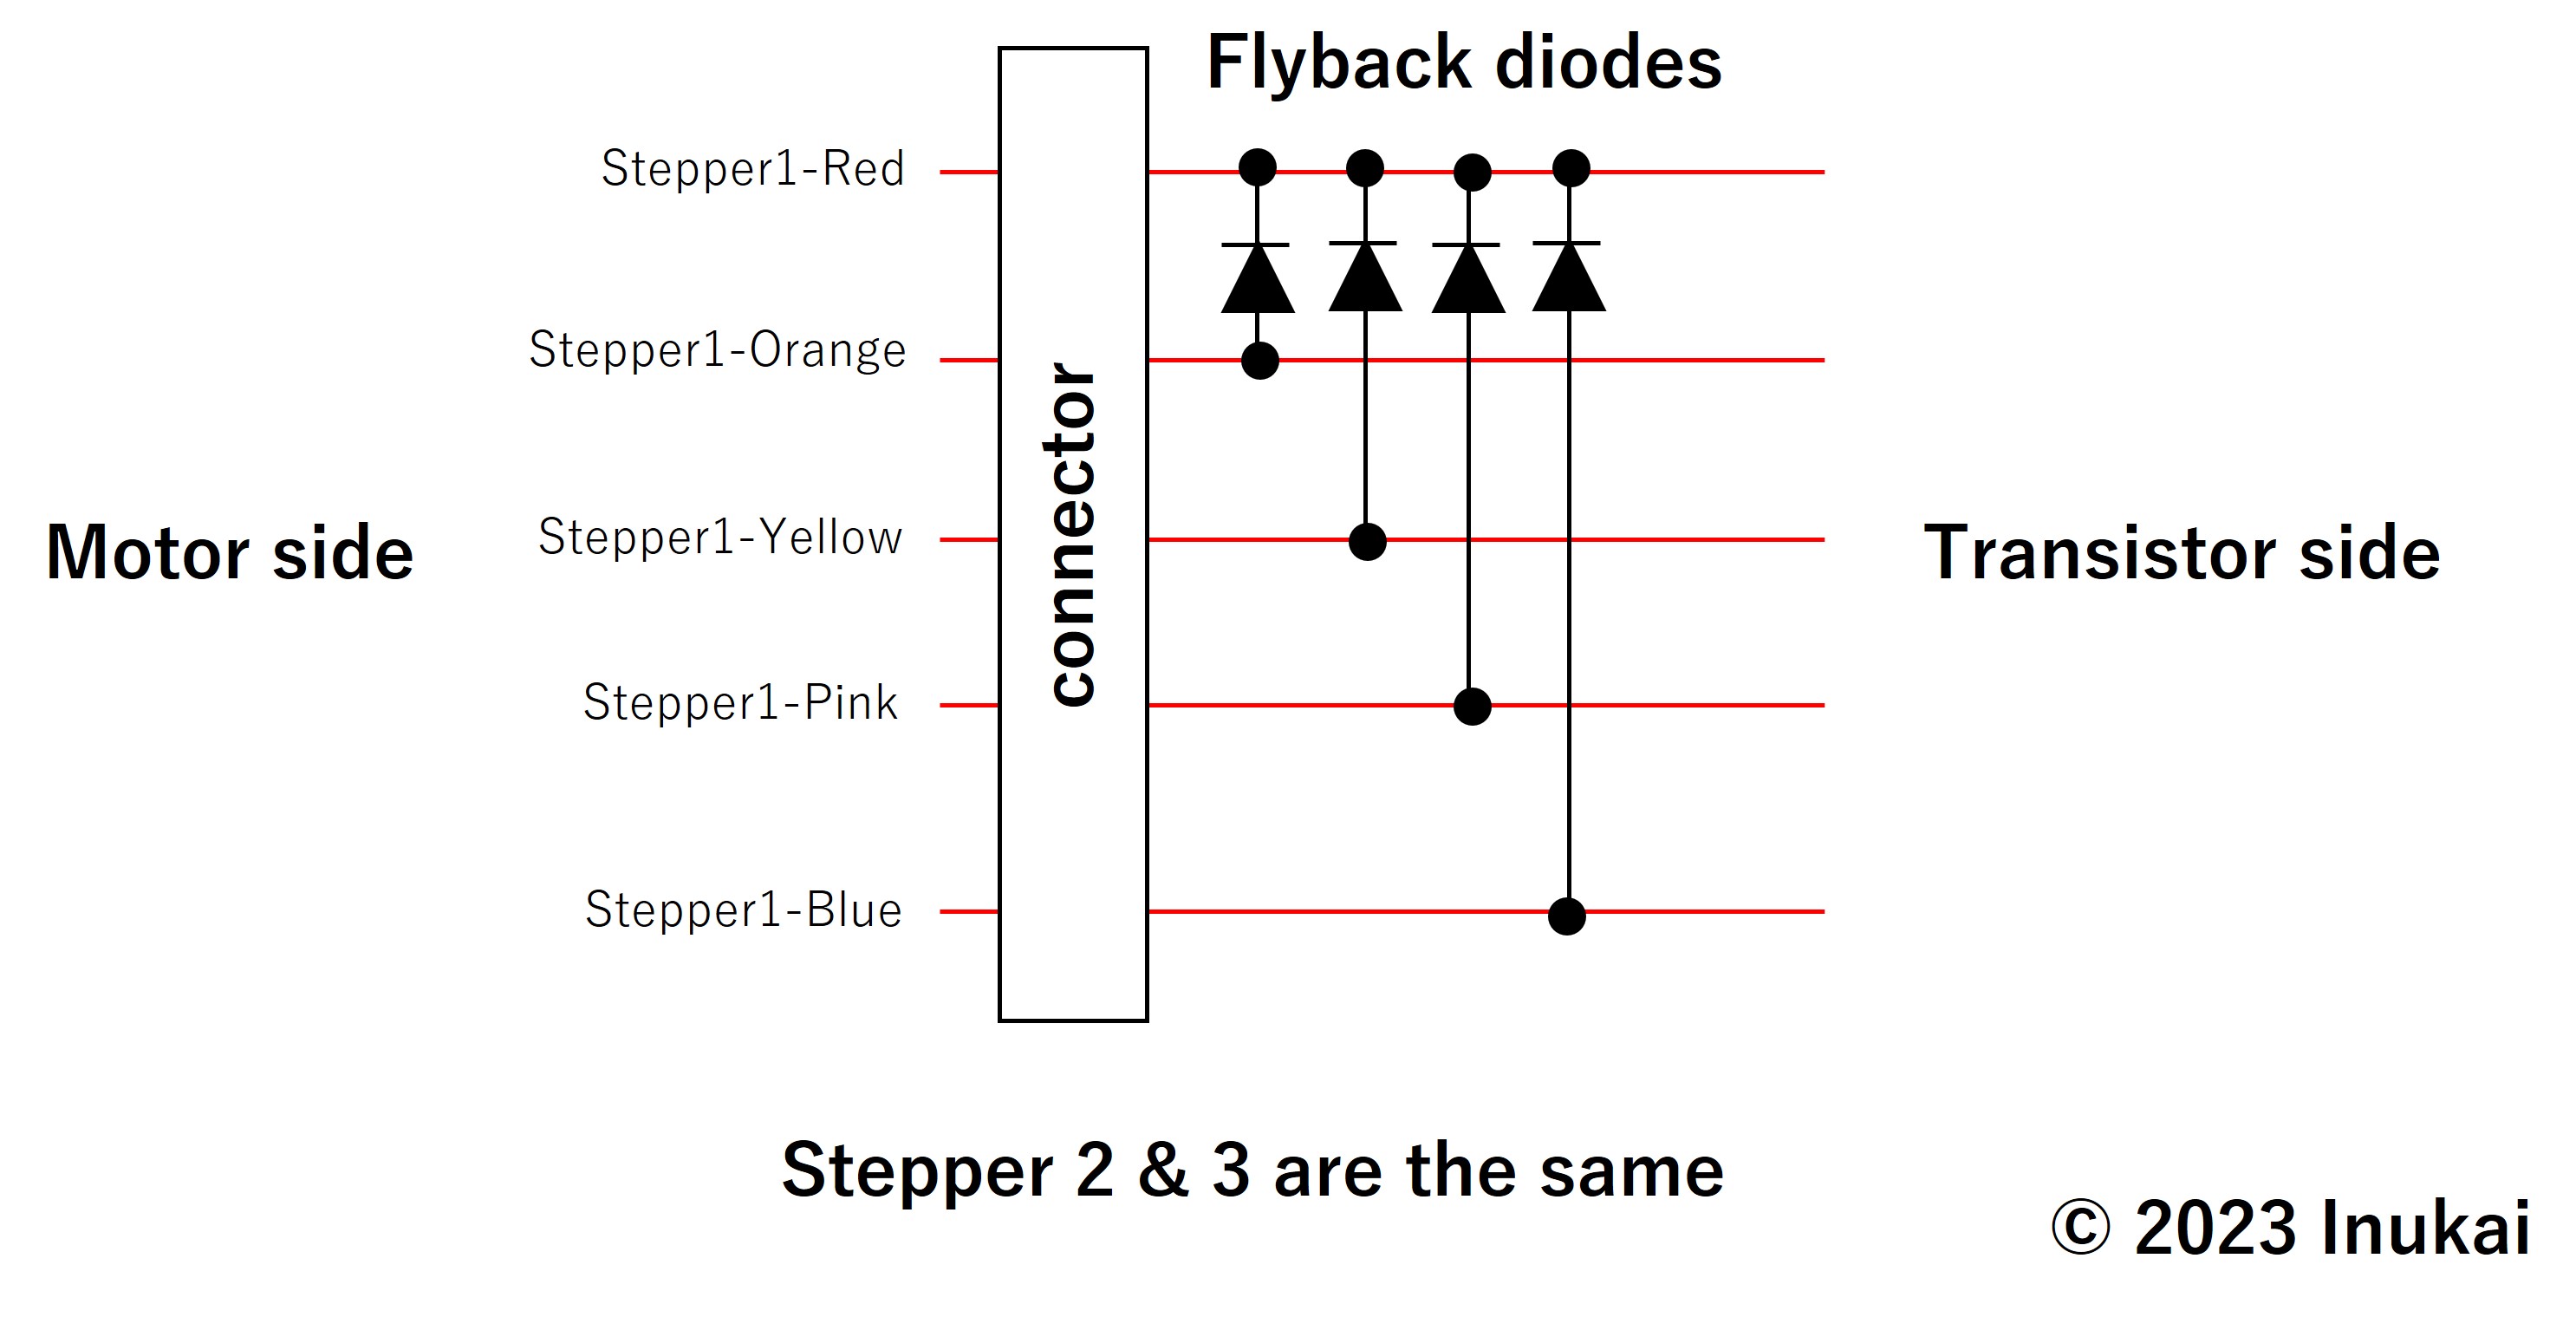 Flyback diodes
Stepper1-Red
Stepper1-Orange
connector
Stepper1-Yellow
Motor side
Transistor side
Stepper1-Pink
Stepper1-Blue
Stepper 2 & 3 are the same
© 2023 Inukai